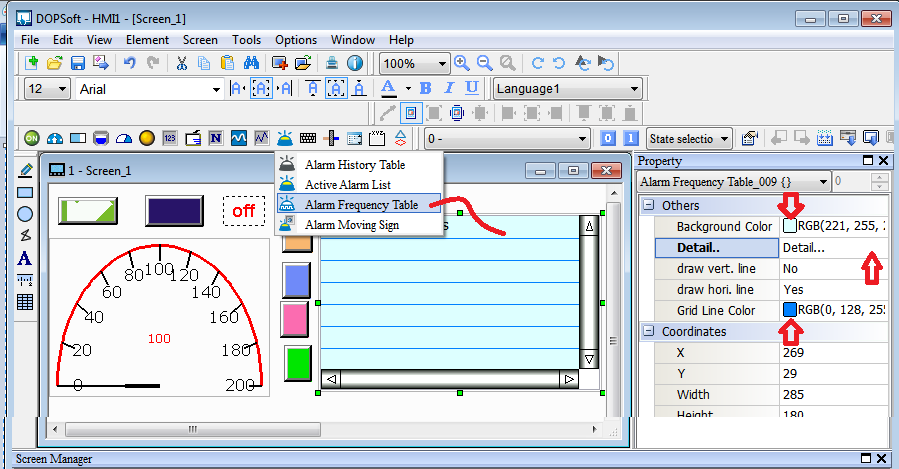 DOPSoft - HMI1 - [Screen_1]
File Edit View Element Screen Tools Options Window Help
100%
12 Arial A B I U Language1
ON 123 N 0 - 0 1 State selectio
1 - Screen_1
Alarm History Table
Active Alarm List
Alarm Frequency Table
Alarm Moving Sign
off
s
0
20
40
60
80
100
120
140
160
180
200
100
Property
Alarm Frequency Table_009 {} 0
Others
Background Color RGB(221, 255, 2
Detail.. Detail...
draw vert. line No
draw hori. line Yes
Grid Line Color RGB(0, 128, 255
Coordinates
X 269
Y 29
Width 285
Height 180
Screen Manager